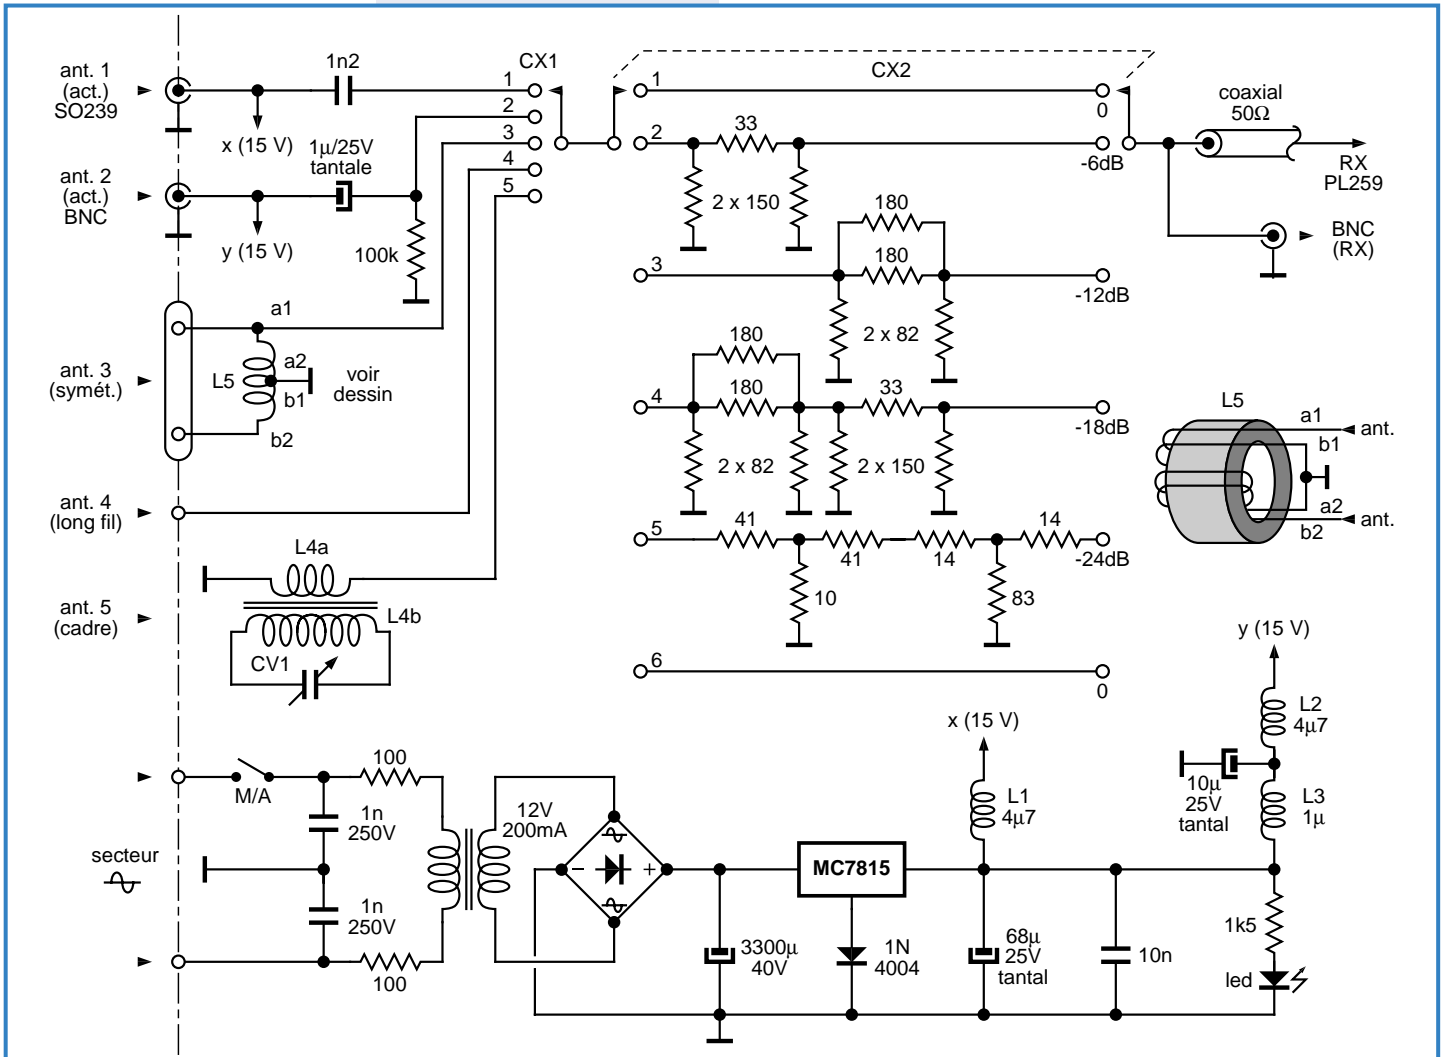 ant. 1
(act.)
SO239
1n2
x (15 V)
CX1
1
2
3
4
5
CX2
1
0
2
33
-6dB
2 x 150
coaxial
50Ω
RX
PL259
BNC
(RX)
ant. 2
(act.)
BNC
1µ/25V
tantale
y (15 V)
100k
3
180
180
-12dB
2 x 82
ant. 3
(symét.)
a1
L5
a2
b1
b2
voir
dessin
4
180
180
33
-18dB
2 x 82
2 x 150
L5
a1
b1
ant.
a2
b2
ant.
ant. 4
(long fil)
5
41
41
14
14
-24dB
10
83
ant. 5
(cadre)
L4a
L4b
CV1
6
0
secteur
M/A
100
1n
250V
1n
250V
100
12V
200mA
–
+
3300µ
40V
MC7815
1N
4004
x (15 V)
L1
4µ7
68µ
25V
tantal
10n
y (15 V)
L2
4µ7
10µ
25V
tantal
L3
1µ
1k5
led